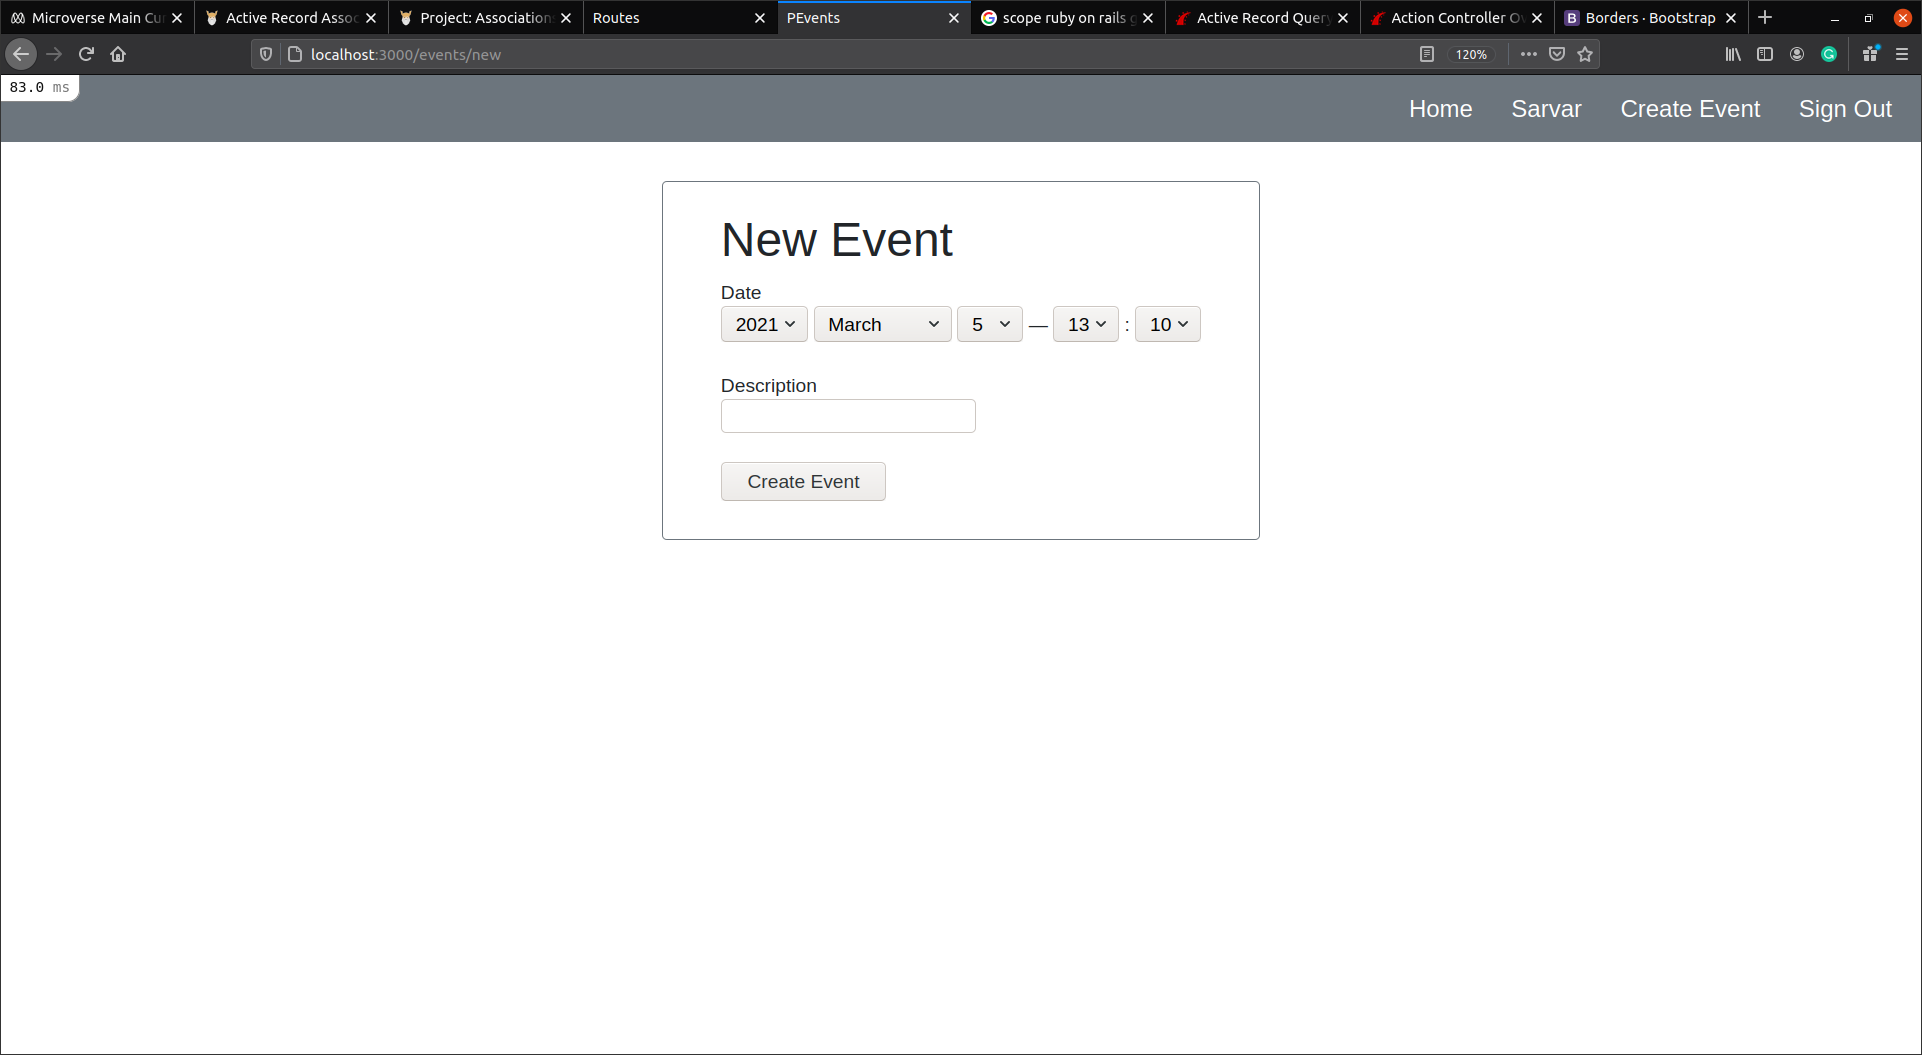 Microverse Main Cu
Active Record Assoc
Project: Association
Routes
PEvents
scope ruby on rails g
Active Record Query
Action Controller Ov
Borders · Bootstrap
localhost:3000/events/new
120%
83.0 ms
Home Sarvar Create Event Sign Out
New Event
Date
2021 March 5 — 13 : 10
Description
Create Event